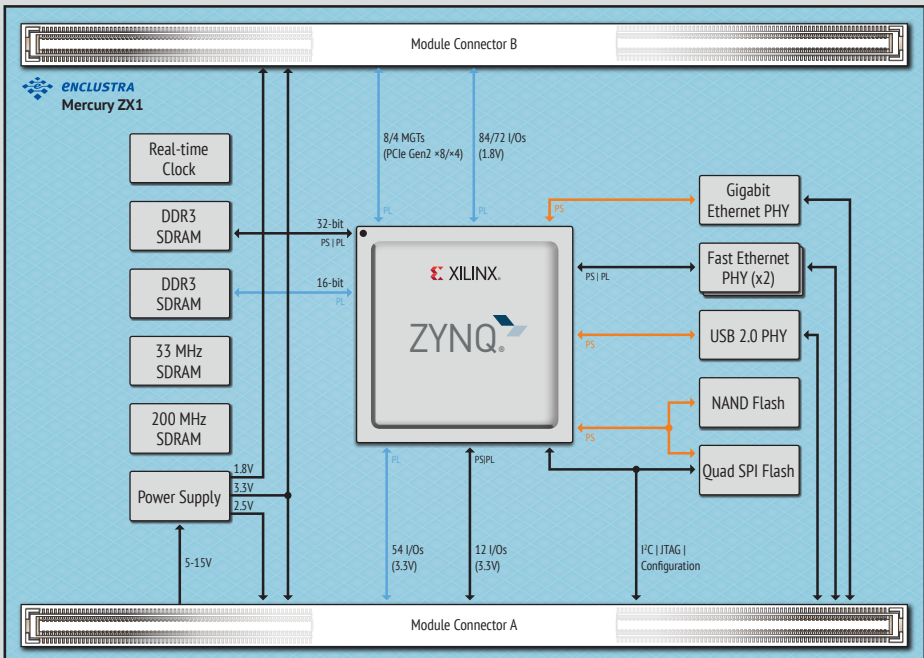 Module Connector B
ENCLUSTRA
Mercury ZX1
8/4 MGTs
(PCIe Gen2 ×8/×4)
84/72 I/Os
(1.8V)
Real-time
Clock
PL
PL
Gigabit
Ethernet PHY
PS
DDR3
SDRAM
32-bit
PS | PL
XILINX®
ZYNQ®
Fast Ethernet
PHY (x2)
PS | PL
DDR3
SDRAM
16-bit
PL
USB 2.0 PHY
PS
33 MHz
SDRAM
NAND Flash
200 MHz
SDRAM
PS
PL
PS|PL
Quad SPI Flash
Power Supply
1.8V
3.3V
2.5V
5-15V
54 I/Os
(3.3V)
12 I/Os
(3.3V)
I²C | JTAG |
Configuration
Module Connector A